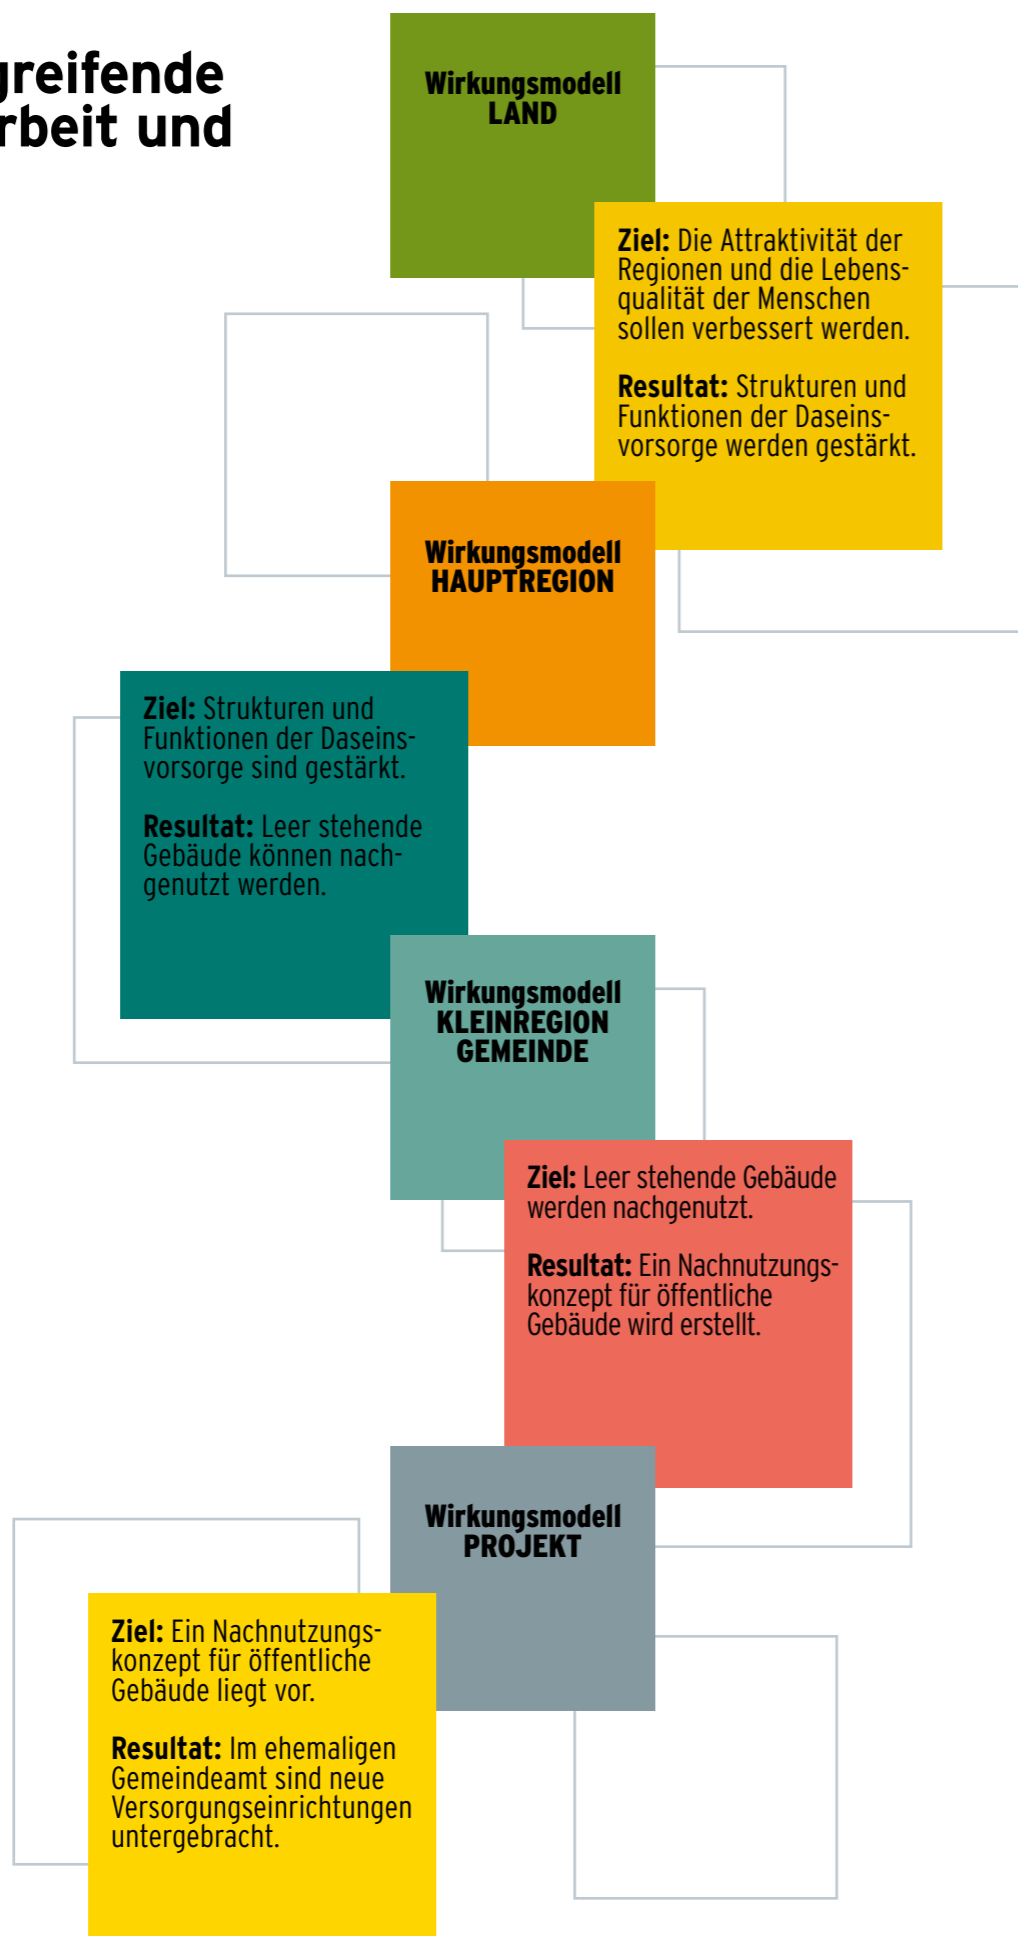 greifende
rbeit und
Wirkungsmodell
LAND
Ziel: Die Attraktivität der
Regionen und die Lebens-
qualität der Menschen
sollen verbessert werden.
Resultat: Strukturen und
Funktionen der Daseins-
vorsorge werden gestärkt.
Wirkungsmodell
HAUPTREGION
Ziel: Strukturen und
Funktionen der Daseins-
vorsorge sind gestärkt.
Resultat: Leer stehende
Gebäude können nach-
genutzt werden.
Wirkungsmodell
KLEINREGION
GEMEINDE
Ziel: Leer stehende Gebäude
werden nachgenutzt.
Resultat: Ein Nachnutzungs-
konzept für öffentliche
Gebäude wird erstellt.
Wirkungsmodell
PROJEKT
Ziel: Ein Nachnutzungs-
konzept für öffentliche
Gebäude liegt vor.
Resultat: Im ehemaligen
Gemeindeamt sind neue
Versorgungseinrichtungen
untergebracht.